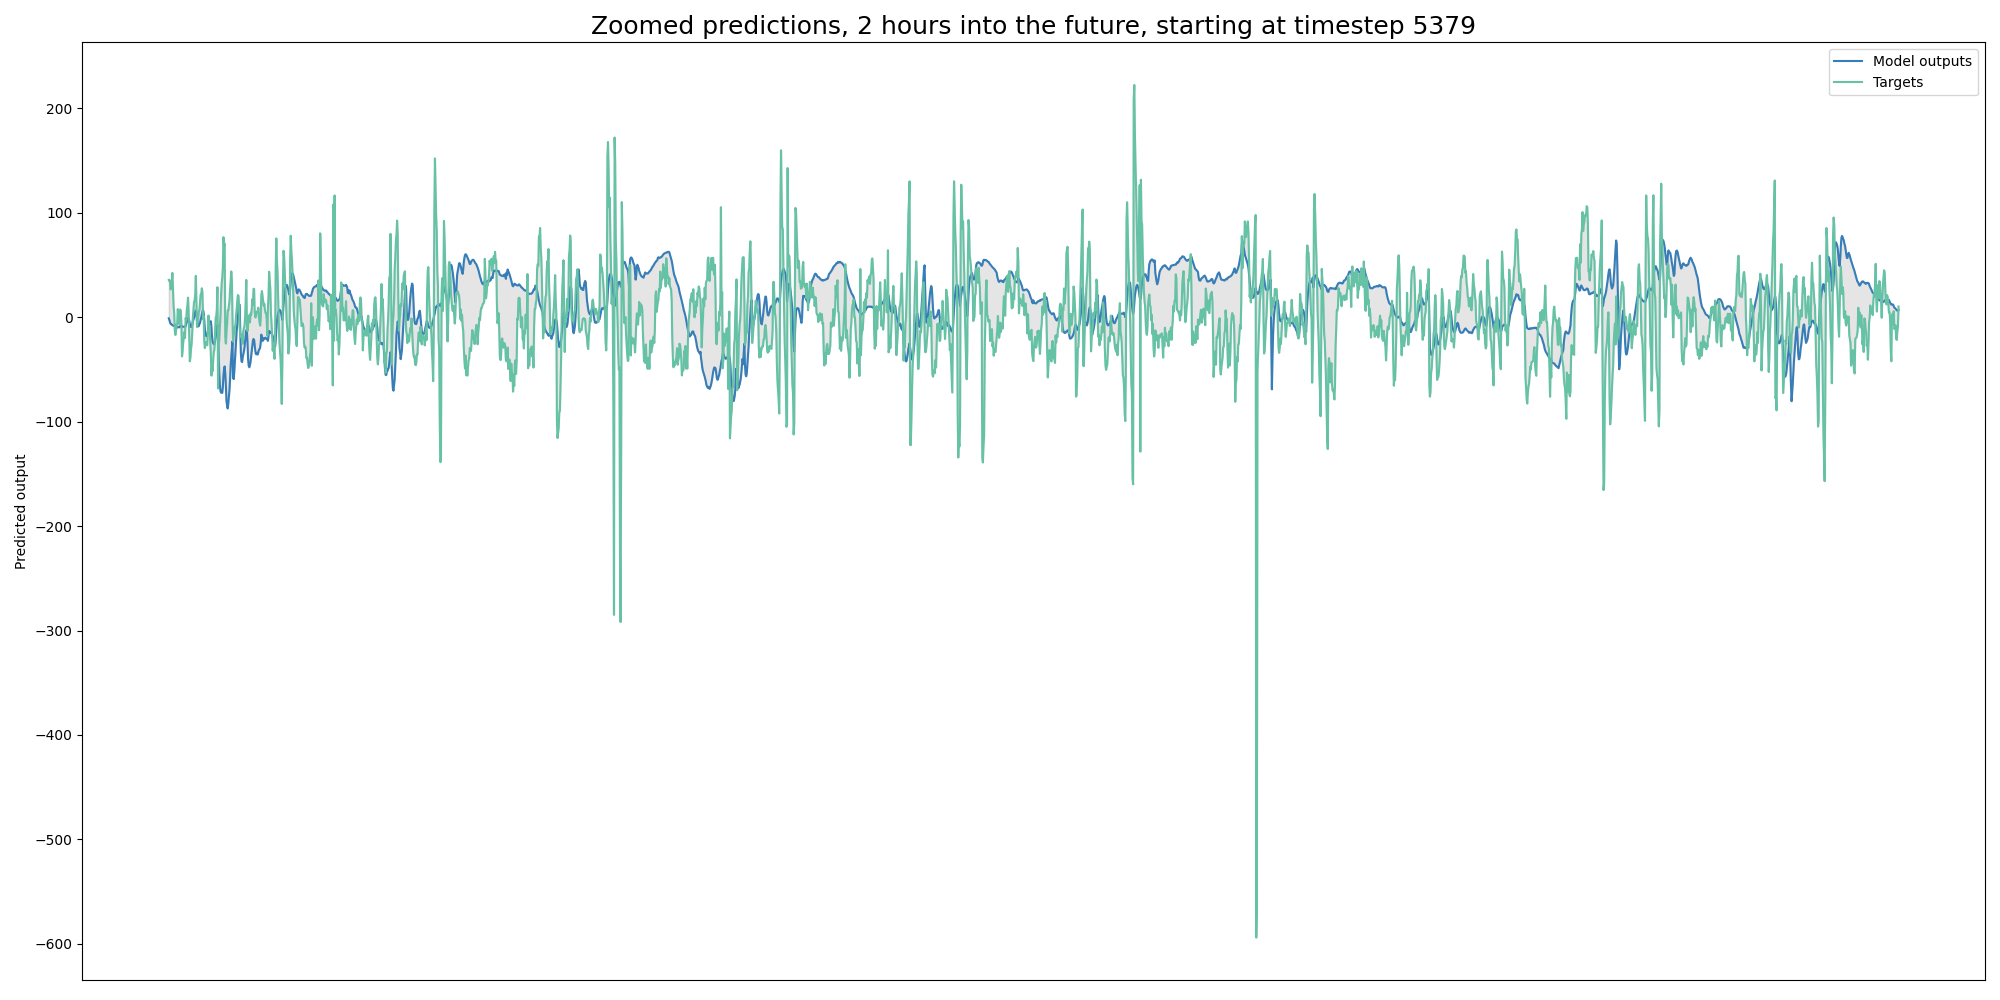 Zoomed predictions, 2 hours into the future, starting at timestep 5379
Model outputs
Targets
200
100
0
−100
−200
−300
−400
−500
−600
Predicted output